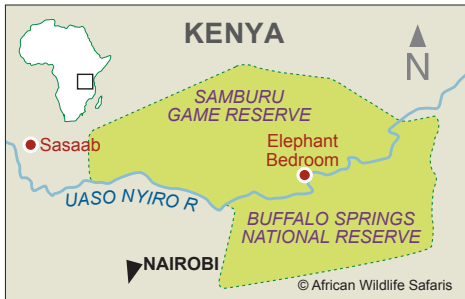 KENYA
N
SAMBURU
GAME RESERVE
Sasaab
Elephant
Bedroom
UASO NYIRO R
BUFFALO SPRINGS
NATIONAL RESERVE
NAIROBI
© African Wildlife Safaris